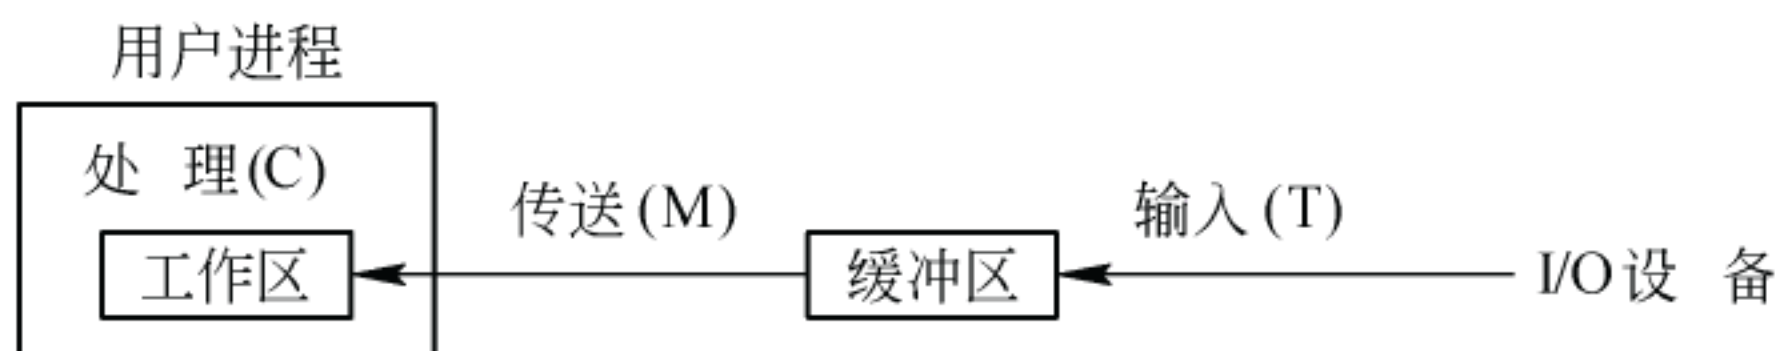 用户进程
处 理(C)
传送(M)
输入(T)
工作区
缓冲区
I/O设 备